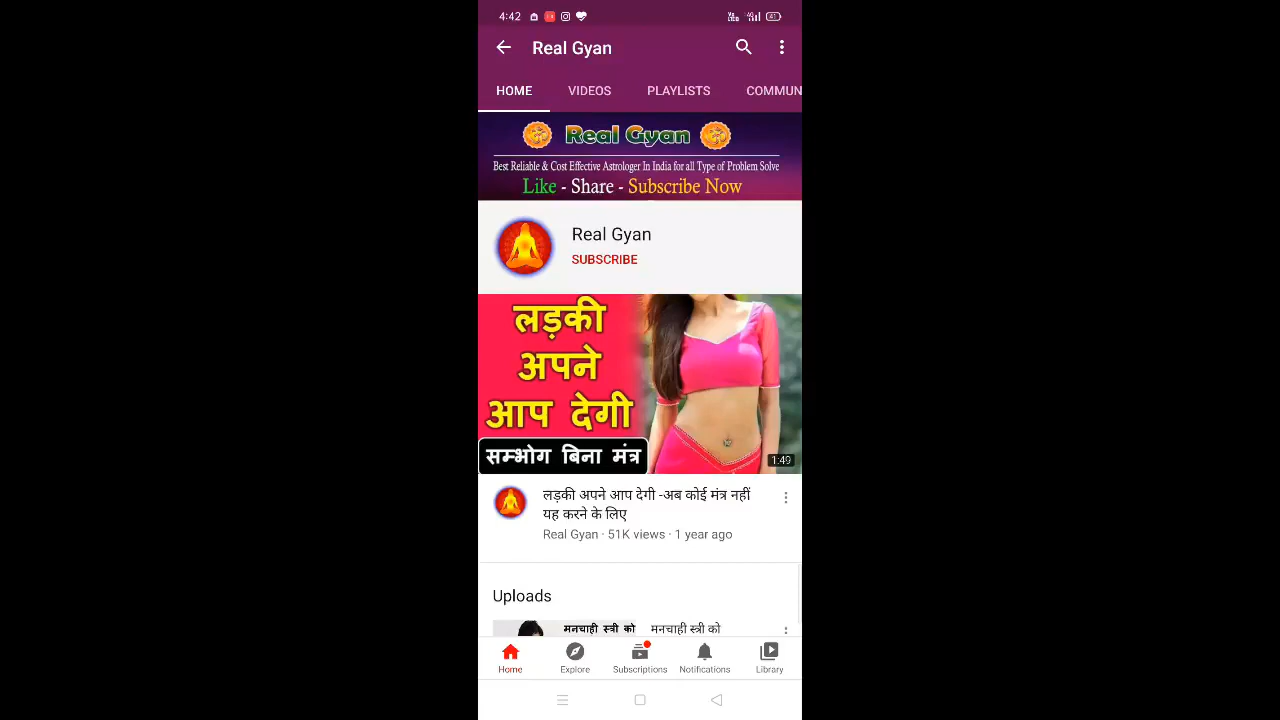 4:42
Real Gyan
HOME VIDEOS PLAYLISTS COMMUN
Real Gyan
Best Reliable & Cost Effective Astrologer In India for all Type of Problem Solve
Like - Share - Subscribe Now
Real Gyan
SUBSCRIBE
लड़की
अपने
आप देगी
सम्भोग बिना मंत्र
1:49
लड़की अपने आप देगी -अब कोई मंत्र नहीं
यह करने के लिए
Real Gyan · 51K views · 1 year ago
Uploads
मनचाही स्त्री को मनचाही स्त्री को
Home Explore Subscriptions Notifications Library